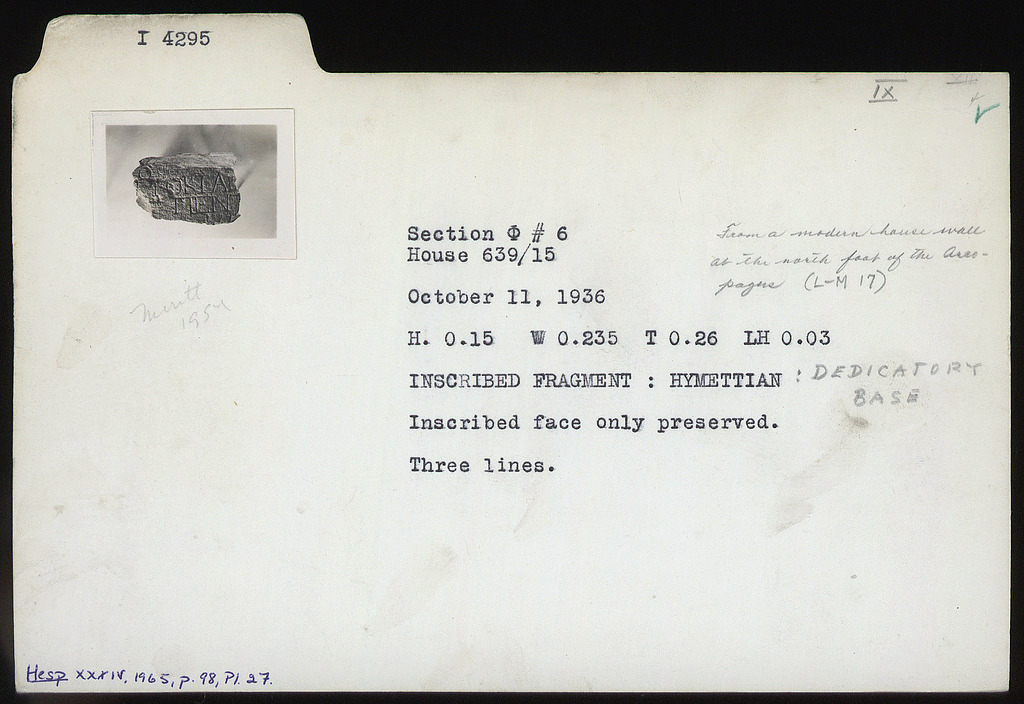 I 4295
IX
Section Φ # 6
House 639/15
From a modern house wall
at the north foot of the Areo-
pagus (L-M 17)
October 11, 1936
Merritt
1954
H. 0.15 W 0.235 T 0.26 LH 0.03
INSCRIBED FRAGMENT : HYMETTIAN : DEDICATORY
BASE
Inscribed face only preserved.
Three lines.
Hesp XXXIV, 1965, p. 98, Pl. 27.